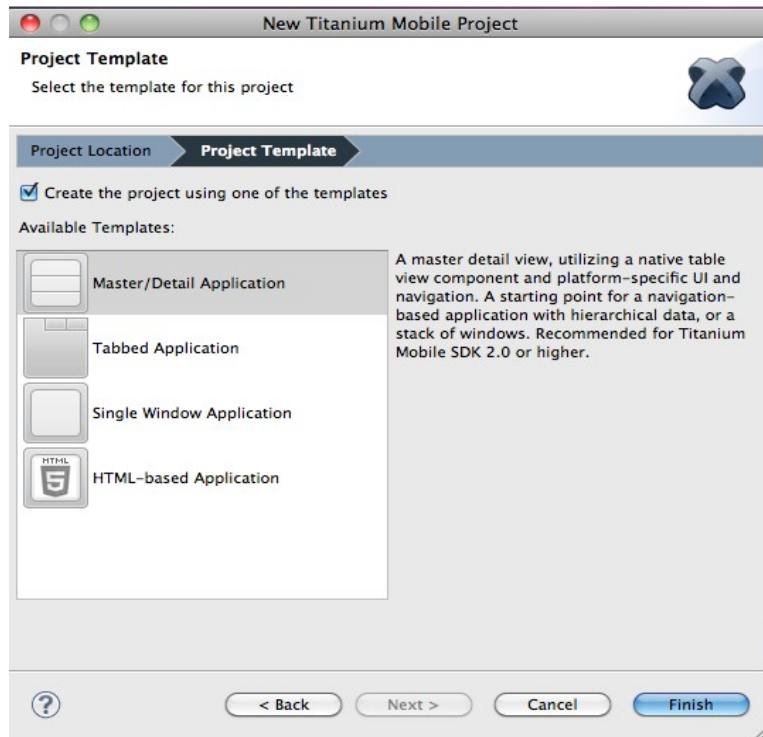 New Titanium Mobile Project
Project Template
Select the template for this project
Project Location
Project Template
Create the project using one of the templates
Available Templates:
Master/Detail Application
Tabbed Application
Single Window Application
HTML
5
HTML-based Application
A master detail view, utilizing a native table
view component and platform-specific UI and
navigation. A starting point for a navigation-
based application with hierarchical data, or a
stack of windows. Recommended for Titanium
Mobile SDK 2.0 or higher.
?
< Back
Next >
Cancel
Finish